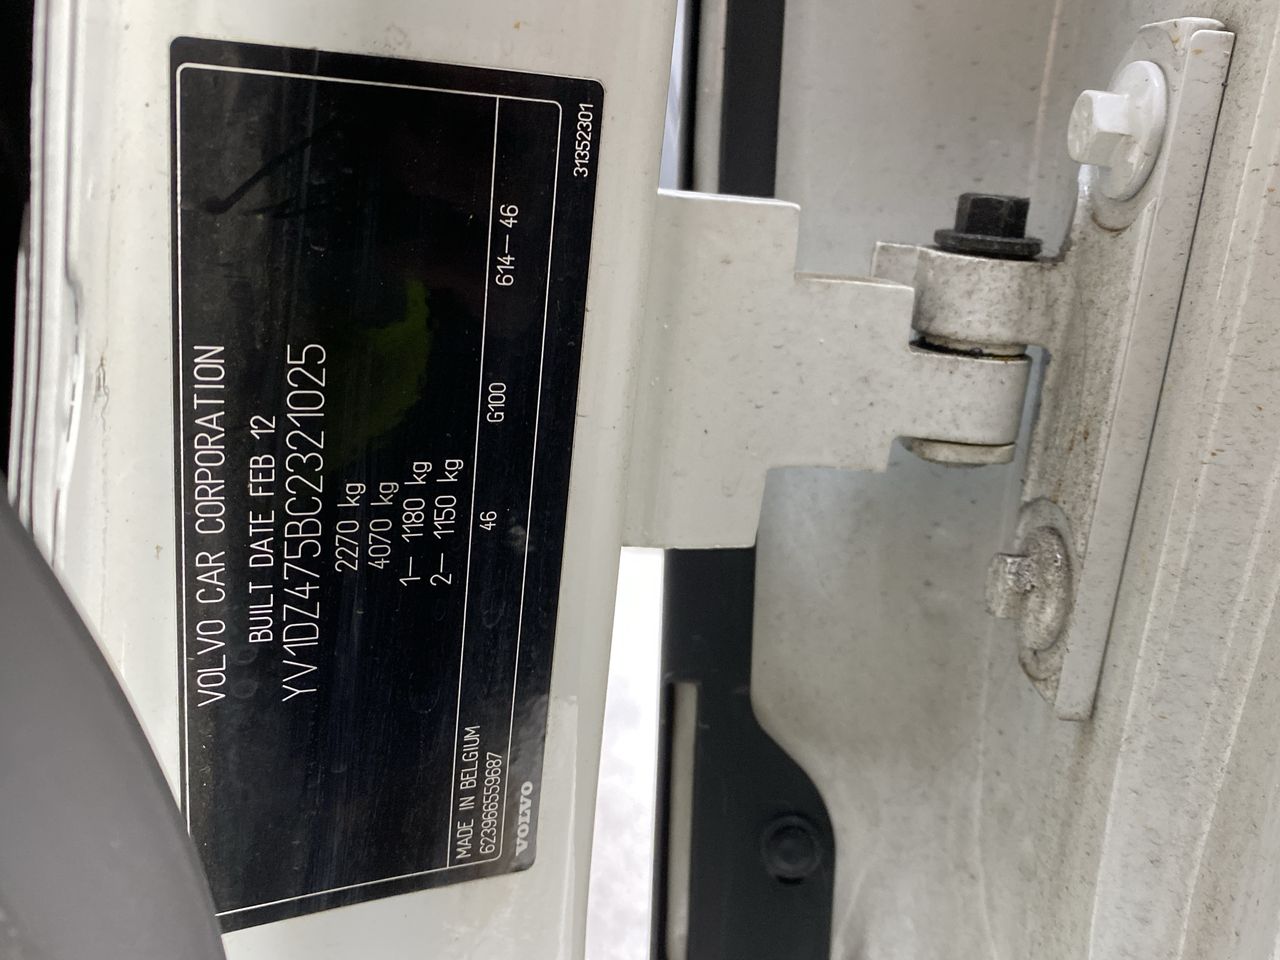 VOLVO CAR CORPORATION
BUILT DATE FEB 12
YV1DZ475BC2321025
2270 kg
4070 kg
1– 1180 kg
2– 1150 kg
MADE IN BELGIUM 46 G100 614–46
623966559687
VOLVO
31352301